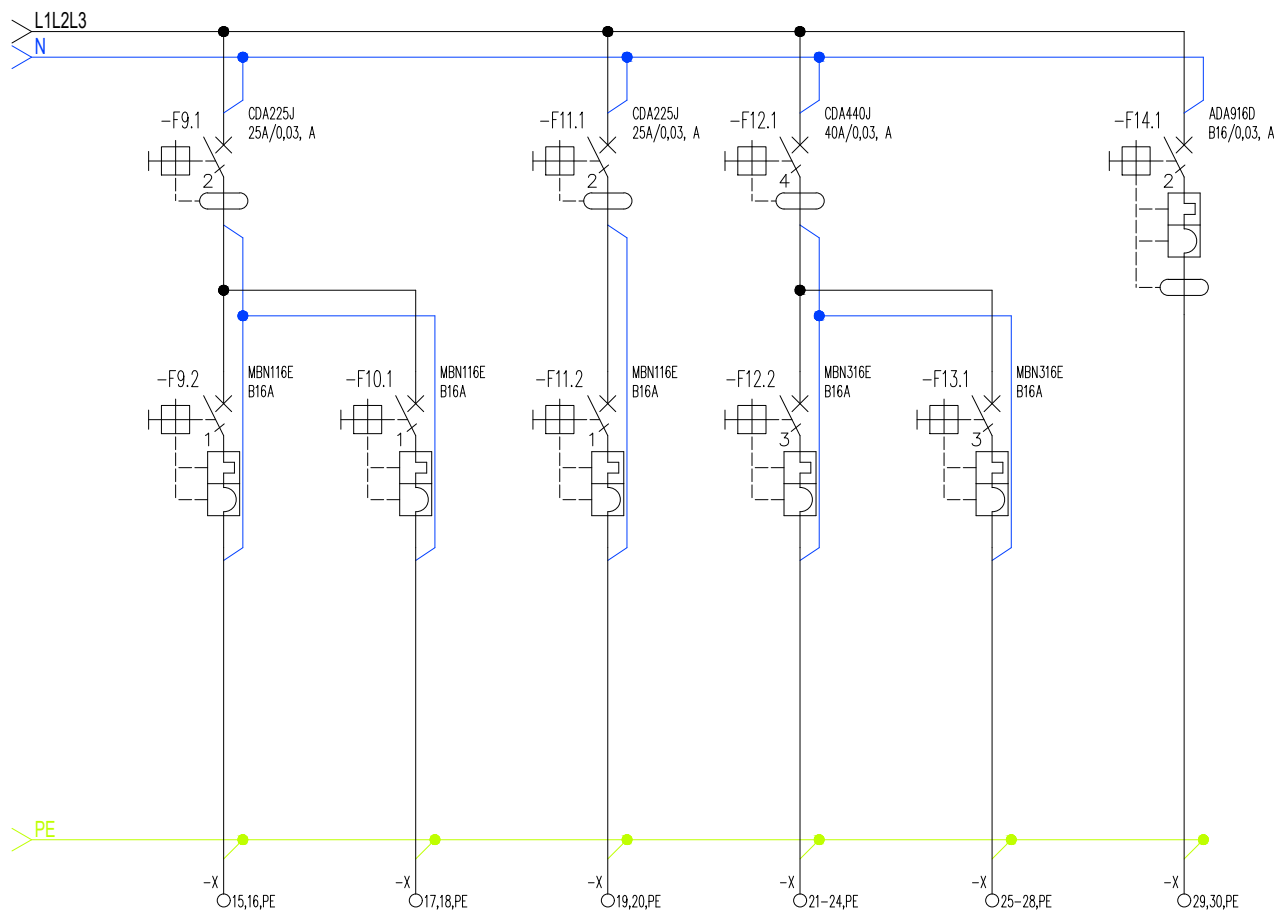 L1L2L3
N
-F9.1
CDA225J
25A/0,03, A
2
-F11.1
CDA225J
25A/0,03, A
2
-F12.1
CDA440J
40A/0,03, A
4
-F14.1
ADA916D
B16/0,03, A
2
-F9.2
MBN116E
B16A
1
-F10.1
MBN116E
B16A
1
-F11.2
MBN116E
B16A
1
-F12.2
MBN316E
B16A
3
-F13.1
MBN316E
B16A
3
PE
-X
15,16,PE
-X
17,18,PE
-X
19,20,PE
-X
21-24,PE
-X
25-28,PE
-X
29,30,PE